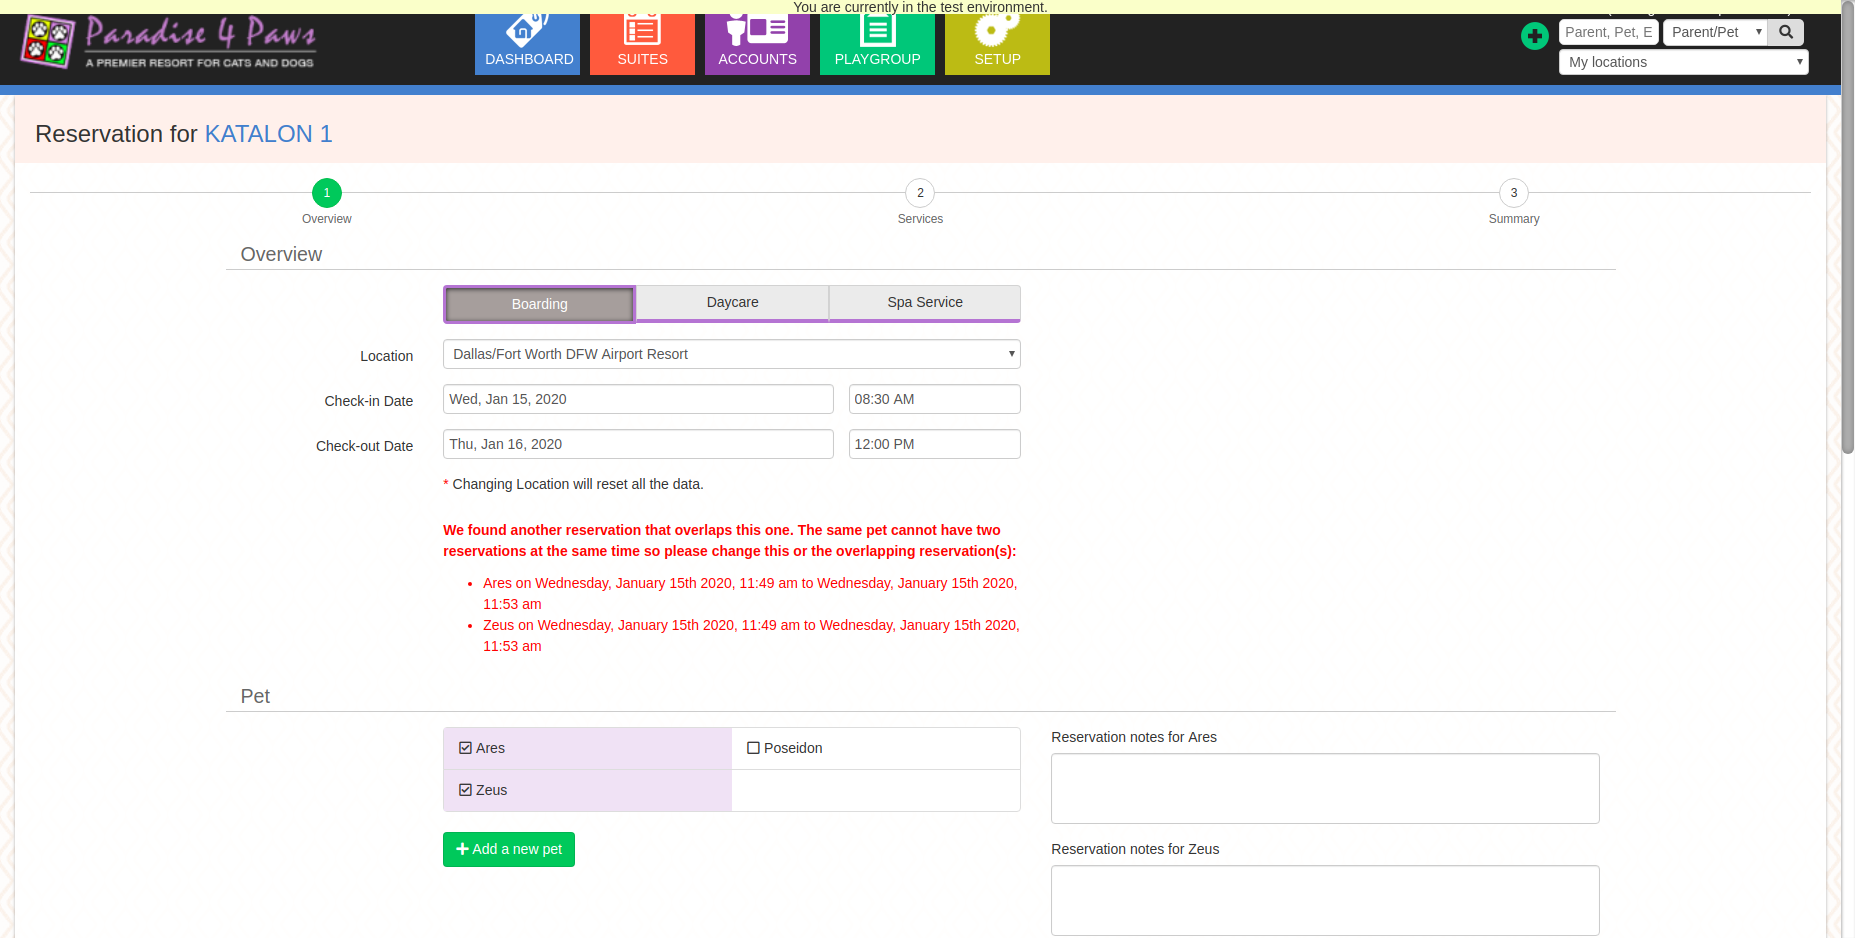 You are currently in the test environment.
Paradise 4 Paws
A PREMIER RESORT FOR CATS AND DOGS
DASHBOARD
SUITES
ACCOUNTS
PLAYGROUP
SETUP
Parent, Pet, E
Parent/Pet
My locations
Reservation for KATALON 1
1
2
3
Overview
Services
Summary
Overview
Boarding
Daycare
Spa Service
Location
Dallas/Fort Worth DFW Airport Resort
Check-in Date
Wed, Jan 15, 2020
08:30 AM
Check-out Date
Thu, Jan 16, 2020
12:00 PM
* Changing Location will reset all the data.
We found another reservation that overlaps this one. The same pet cannot have two
reservations at the same time so please change this or the overlapping reservation(s):
• Ares on Wednesday, January 15th 2020, 11:49 am to Wednesday, January 15th 2020,
11:53 am
• Zeus on Wednesday, January 15th 2020, 11:49 am to Wednesday, January 15th 2020,
11:53 am
Pet
Ares
Poseidon
Zeus
Add a new pet
Reservation notes for Ares
Reservation notes for Zeus